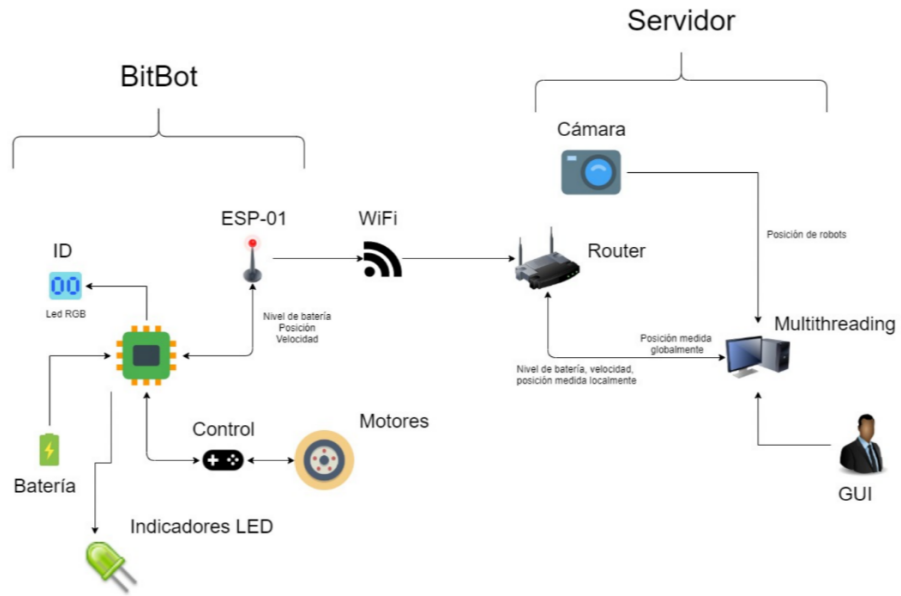 Servidor
BitBot
Cámara
ESP-01
WiFi
Router
Posición de robots
ID
00
Led RGB
Nivel de batería
Posición
Velocidad
Multithreading
Posición medida
globalmente
Nivel de batería, velocidad,
posición medida localmente
Control
Motores
Batería
GUI
Indicadores LED